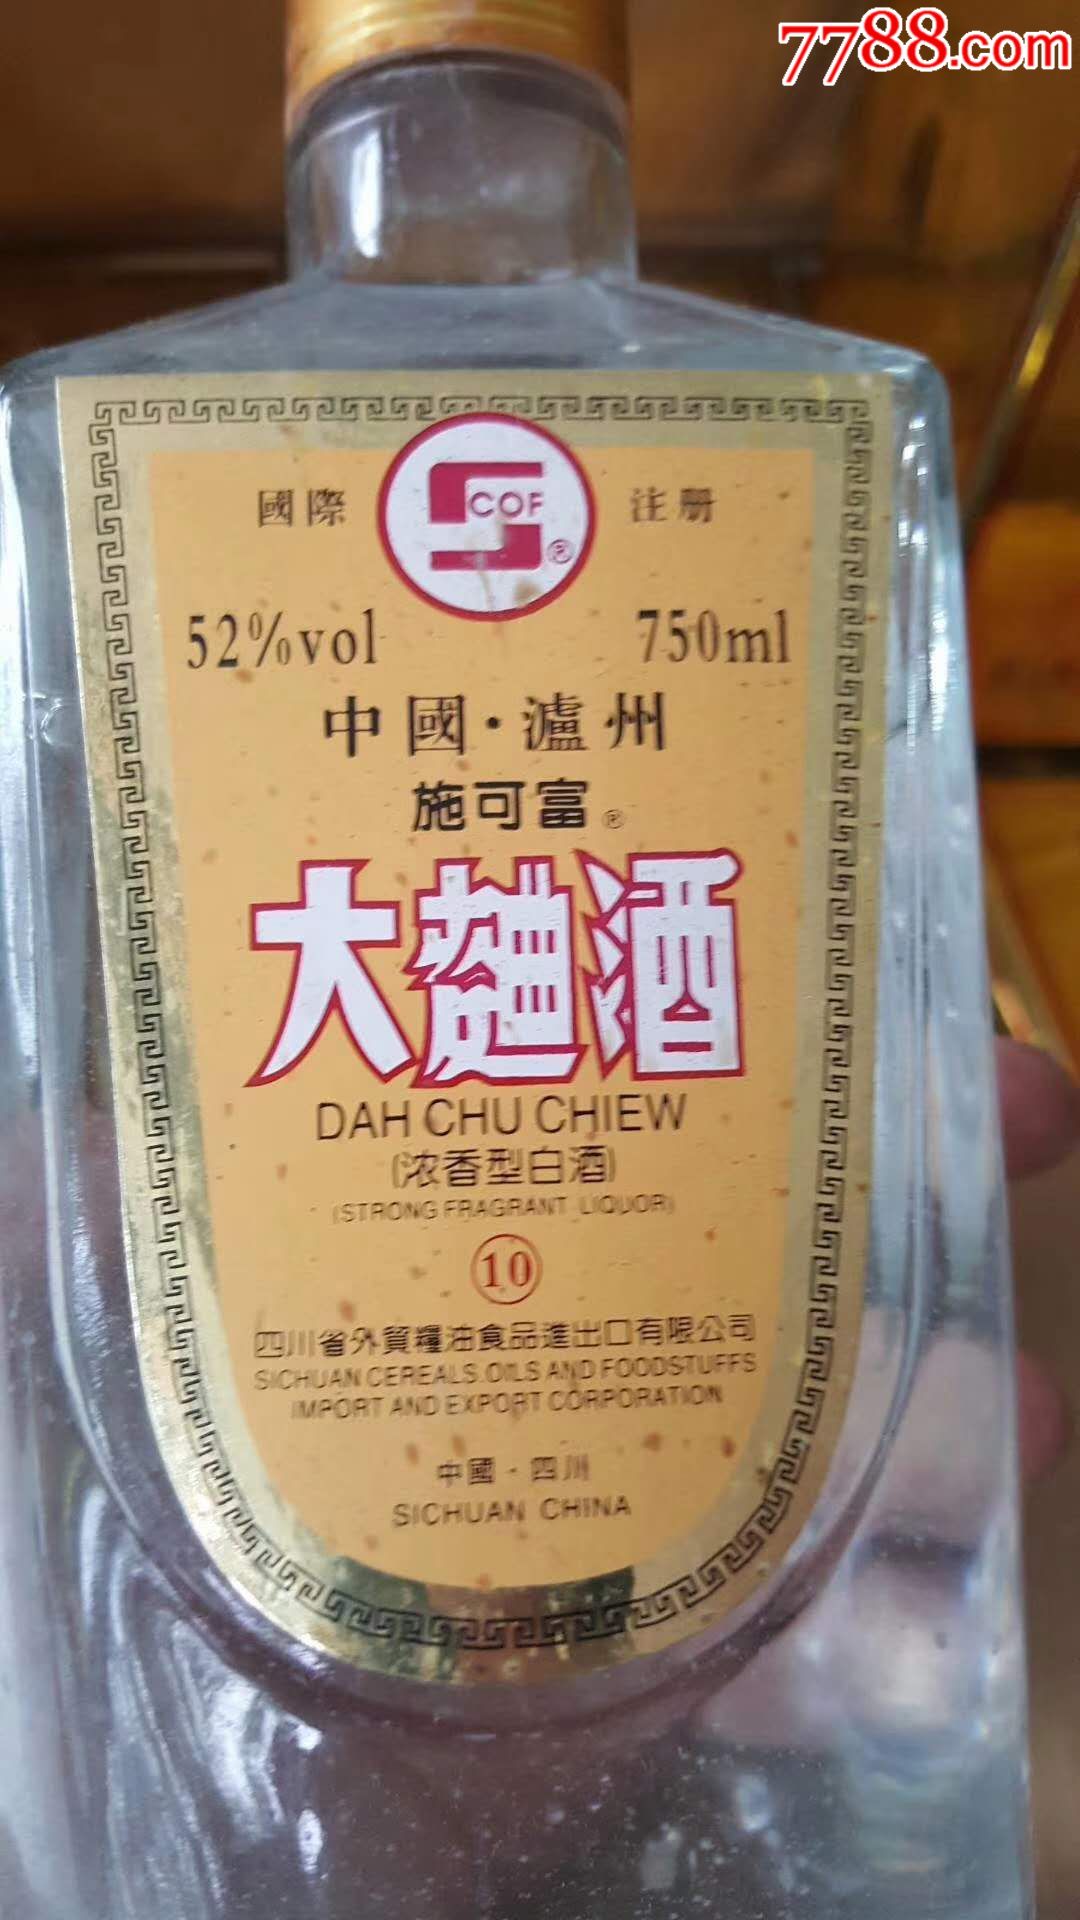 7788.com
國際 SCOF® 注册
52%vol 750ml
中國·瀘州
施可富®
大麯酒
DAH CHU CHIEW
(浓香型白酒)
(STRONG FRAGRANT LIQUOR)
10
四川省外貿糧油食品進出口有限公司
SICHUAN CEREALS.OILS AND FOODSTUFFS
IMPORT AND EXPORT CORPORATION
中國·四川
SICHUAN CHINA